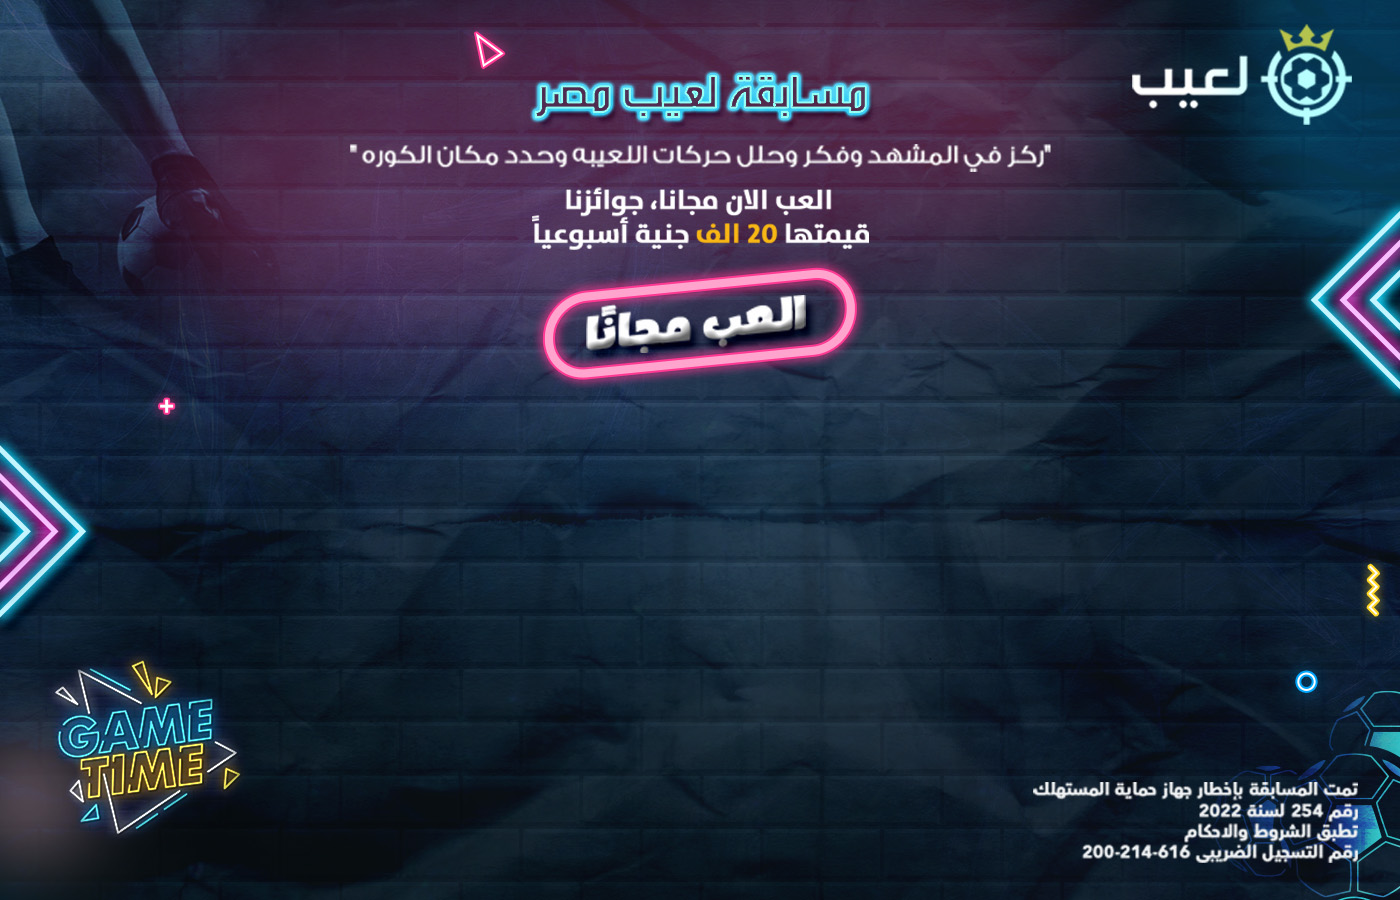 لعيب
مسابقة لعيب مصر
"ركز في المشهد وفكر وحلل حركات اللعيبه وحدد مكان الكوره "
العب الان مجانا، جوائزنا
قيمتها 20 الف جنية أسبوعياً
العب مجانًا
GAME
TIME
تمت المسابقة بإخطار جهاز حماية المستهلك
رقم 254 لسنة 2022
تطبق الشروط والاحكام
رقم التسجيل الضريبى 616-214-200